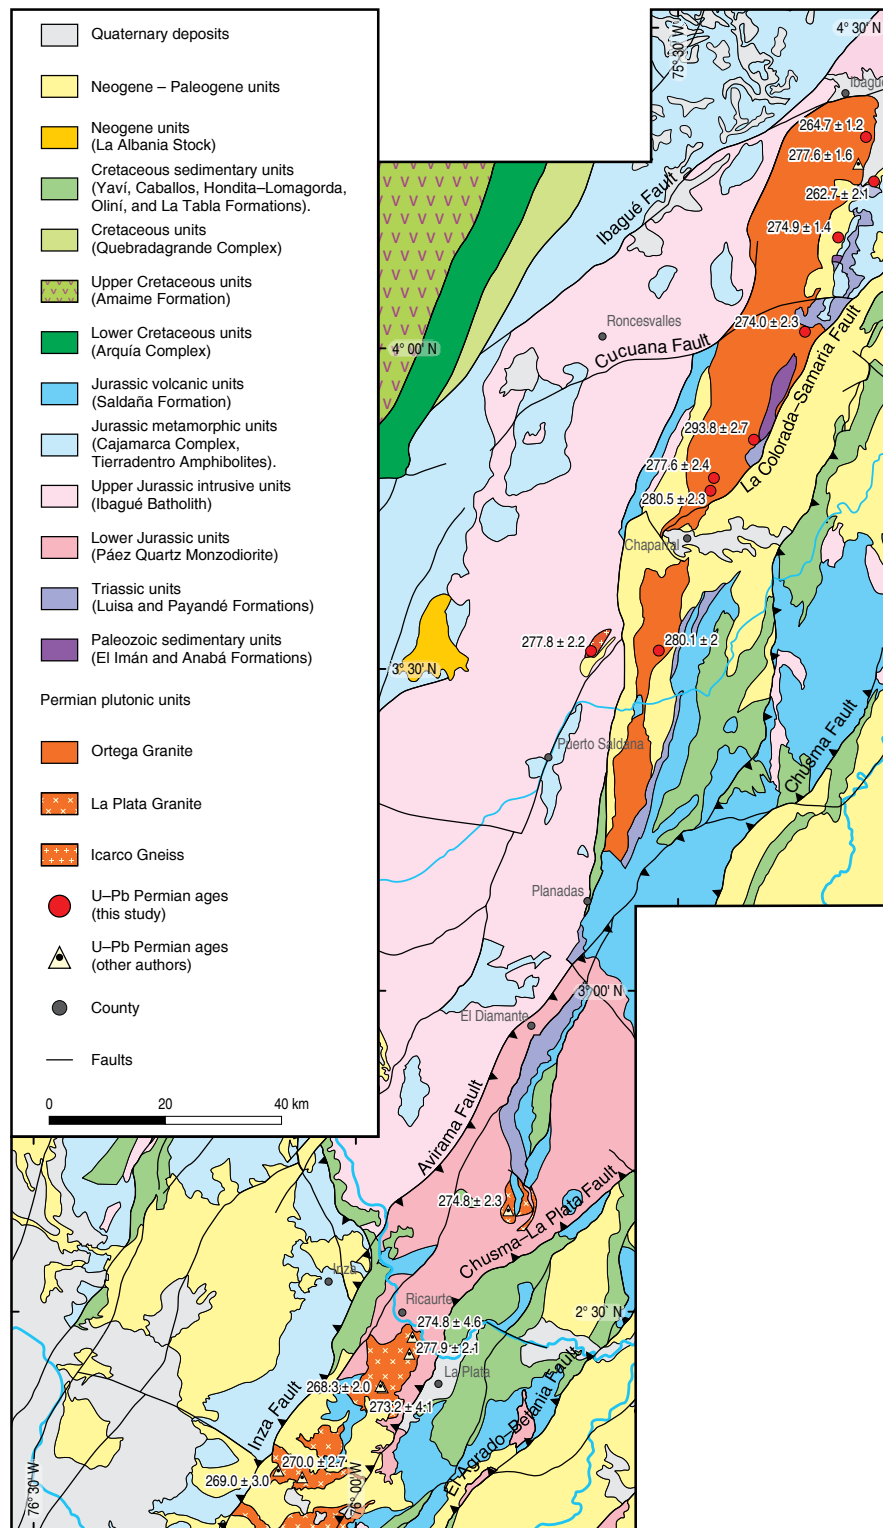 Quaternary deposits
Neogene – Paleogene units
Neogene units
(La Albania Stock)
Cretaceous sedimentary units
(Yaví, Caballos, Hondita–Lomagorda,
Oliní, and La Tabla Formations).
Cretaceous units
(Quebradagrande Complex)
Upper Cretaceous units
(Amaime Formation)
Lower Cretaceous units
(Arquía Complex)
Jurassic volcanic units
(Saldaña Formation)
Jurassic metamorphic units
(Cajamarca Complex,
Tierradentro Amphibolites).
Upper Jurassic intrusive units
(Ibagué Batholith)
Lower Jurassic units
(Páez Quartz Monzodiorite)
Triassic units
(Luisa and Payandé Formations)
Paleozoic sedimentary units
(El Imán and Anabá Formations)
Permian plutonic units
Ortega Granite
La Plata Granite
Icarco Gneiss
U–Pb Permian ages
(this study)
U–Pb Permian ages
(other authors)
County
Faults
0 20 40 km
75° 30' W
4° 30' N
Ibagué
264.7 ± 1.2
277.6 ± 1.6
262.7 ± 2.1
274.9 ± 1.4
Ibagué Fault
274.0 ± 2.3
Roncesvalles
Cucuana Fault
4° 00' N
La Colorada–Samaria Fault
293.8 ± 2.7
277.6 ± 2.4
280.5 ± 2.3
Chaparral
277.8 ± 2.2
280.1 ± 2
3° 30' N
Puerto Saldana
Chusma Fault
Planadas
3° 00' N
El Diamante
Avirama Fault
274.8 ± 2.3
Chusma–La Plata Fault
Inza
Ricaurte
2° 30' N
274.8 ± 4.6
277.9 ± 2.1
La Plata
268.3 ± 2.0
273.2 ± 4.1
Inza Fault
El Agrado–Betania Fault
270.0 ± 2.7
269.0 ± 3.0
76° 30' W
76° 00' W